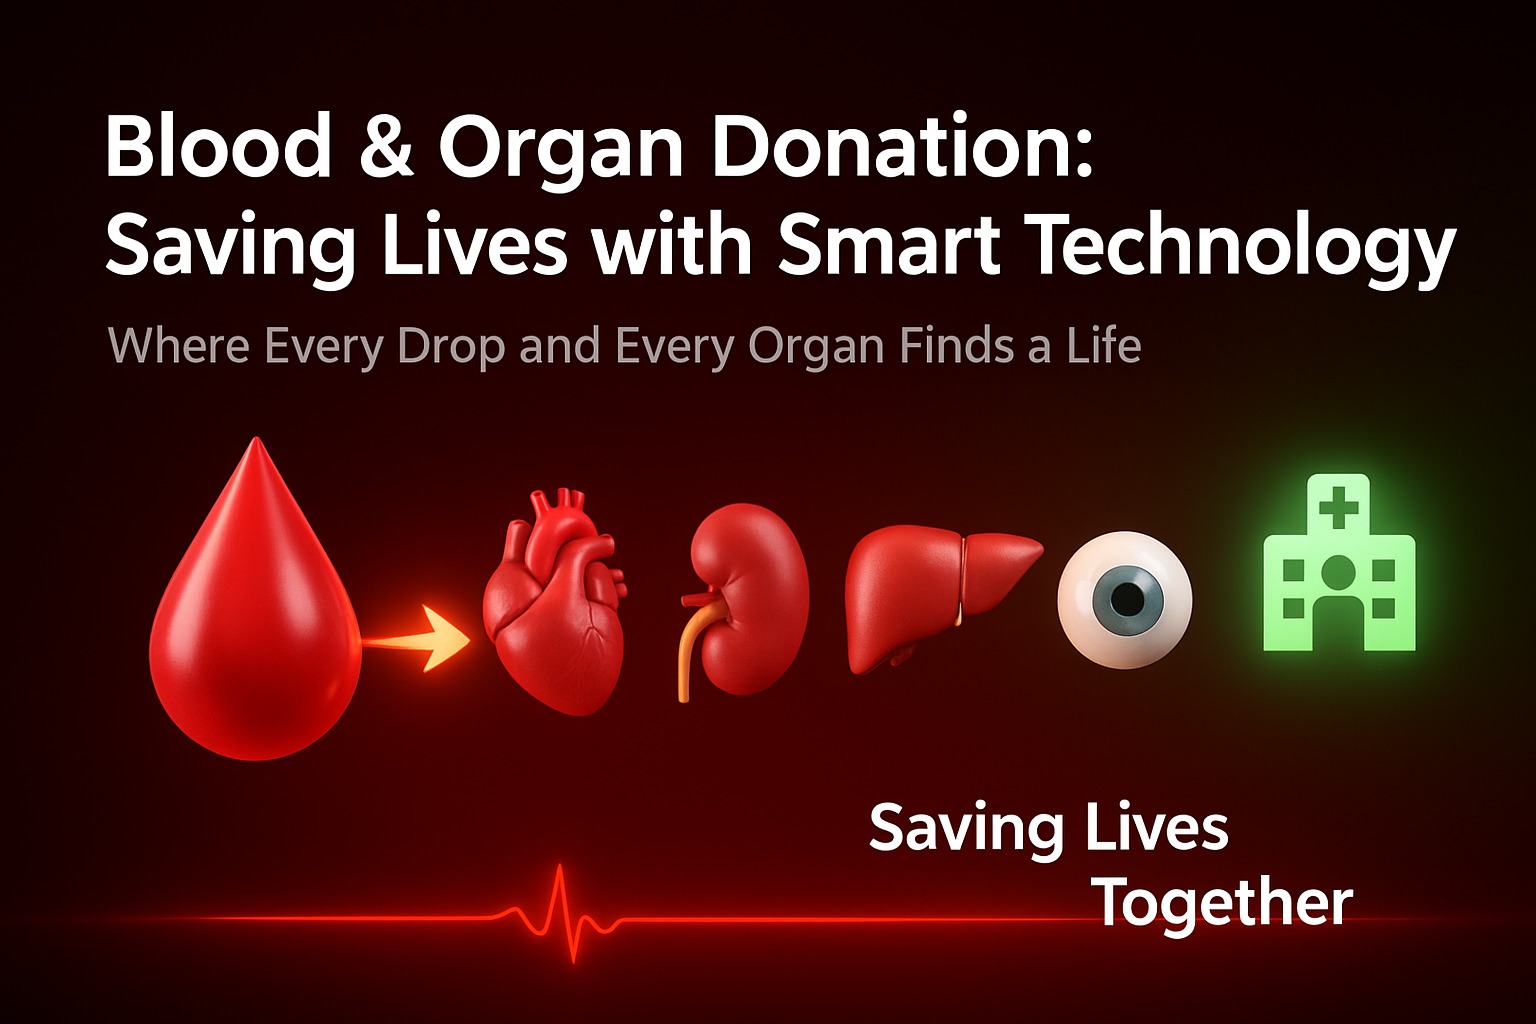 Blood & Organ Donation:
Saving Lives with Smart Technology
Where Every Drop and Every Organ Finds a Life
Saving Lives
Together